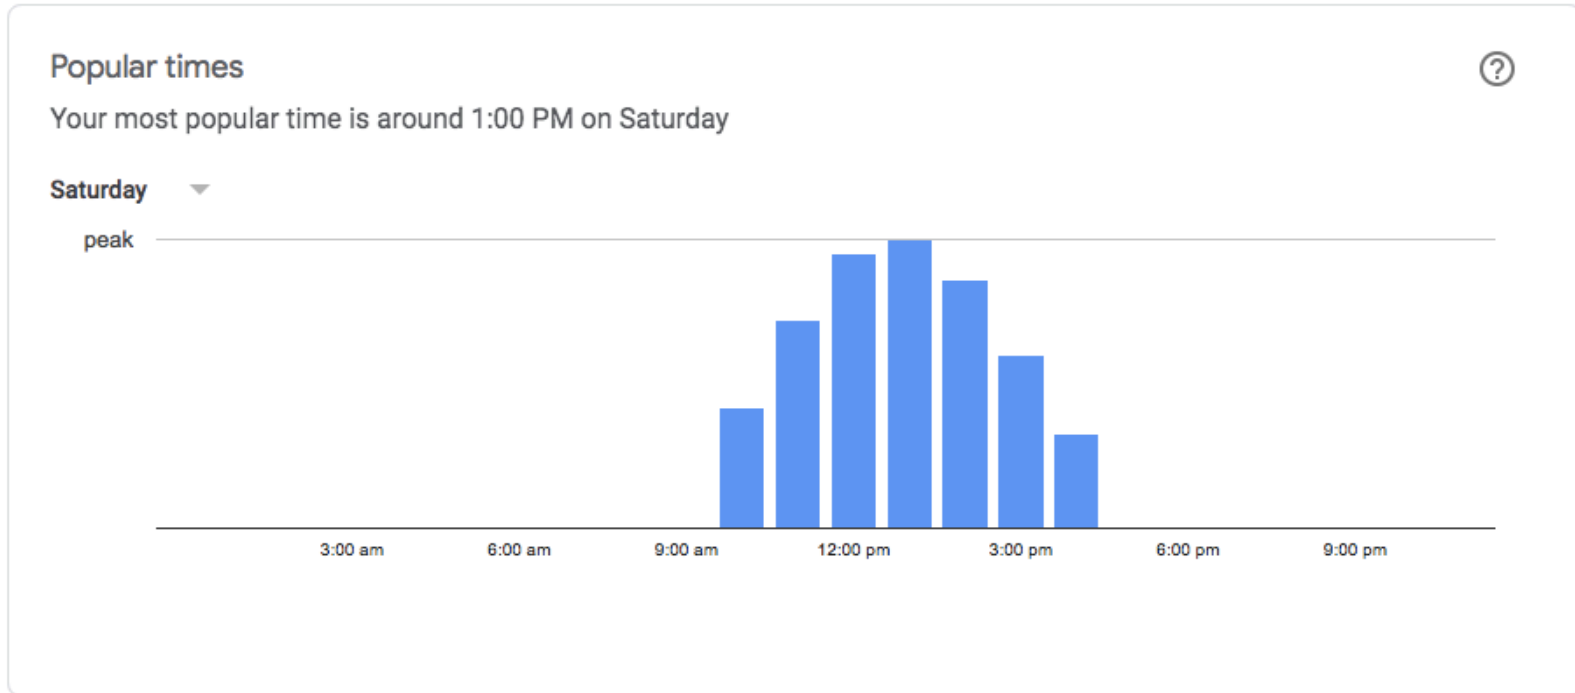 Popular times
?
Your most popular time is around 1:00 PM on Saturday
Saturday
peak
3:00 am 6:00 am 9:00 am 12:00 pm 3:00 pm 6:00 pm 9:00 pm